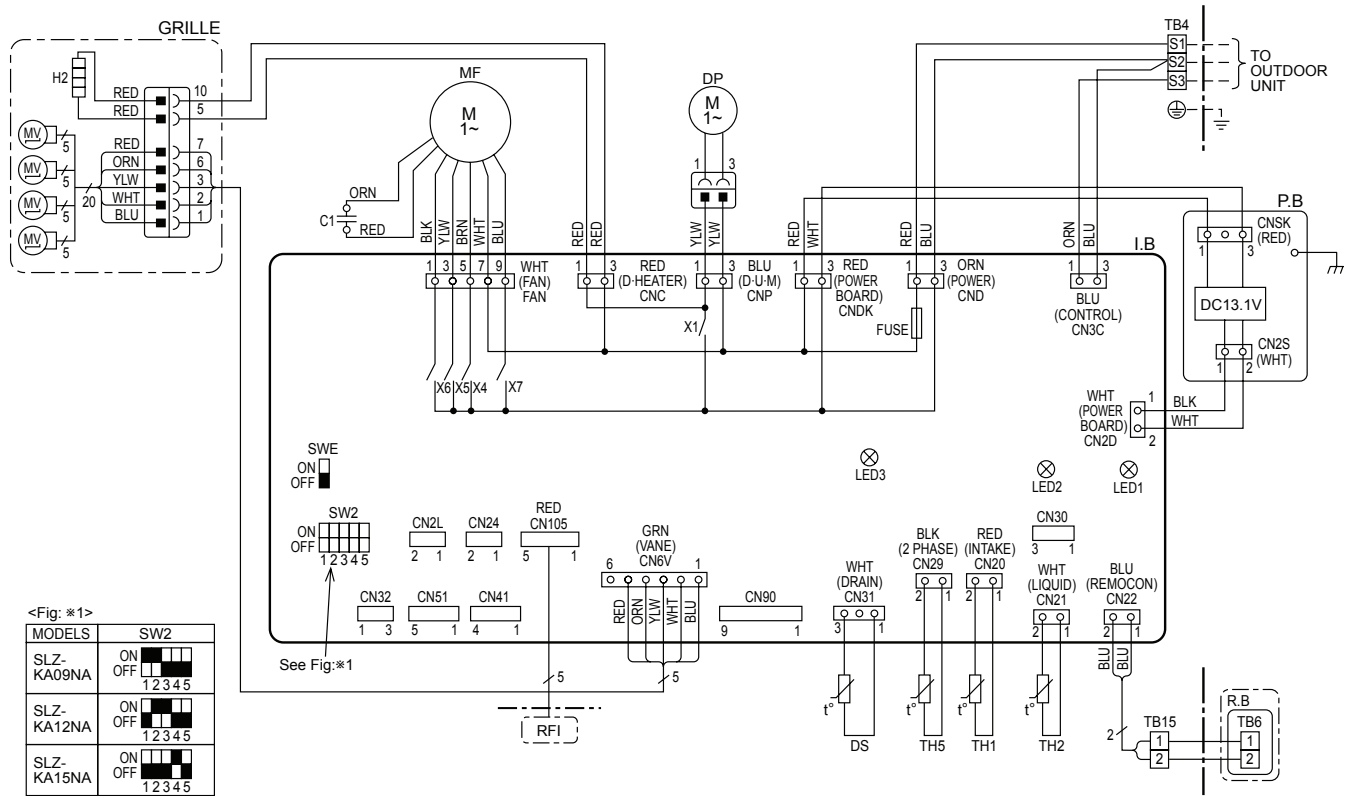 GRILLE
H2
RED 10
RED 5
RED 7
ORN 6
YLW 3
WHT 2
BLU 1
MV 5
MV 5
MV 5
MV 5
20
MF
M
1~
ORN
C1
RED
BLK
YLW
BRN
WHT
BLU
RED
RED
DP
M
1~
1 3
YLW
YLW
RED
WHT
RED
BLU
ORN
BLU
TB4
S1
S2
S3
TO
OUTDOOR
UNIT
P.B
CNSK
(RED)
1 3
DC13.1V
CN2S
(WHT)
1 2
I.B
1 3 5 7 9
WHT
(FAN)
FAN
1 3
RED
(D·HEATER)
CNC
1 3
BLU
(D·U·M)
CNP
1 3
RED
(POWER
BOARD)
CNDK
1 3
ORN
(POWER)
CND
1 3
BLU
(CONTROL)
CN3C
X1
FUSE
X6 X5 X4 X7
WHT
(POWER
BOARD)
CN2D
1
2
BLK
WHT
SWE
ON
OFF
SW2
ON
OFF
1 2 3 4 5
CN2L
2 1
CN24
2 1
RED
CN105
5 1
CN32
1 3
CN51
5 1
CN41
4 1
GRN
(VANE)
CN6V
6 1
RED
ORN
YLW
WHT
BLU
CN90
9 1
LED3
LED2
LED1
CN30
3 1
WHT
(DRAIN)
CN31
3 1
BLK
(2 PHASE)
CN29
2 1
RED
(INTAKE)
CN20
2 1
WHT
(LIQUID)
CN21
2 1
BLU
(REMOCON)
CN22
2 1
BLU
BLU
See Fig:※1
5
5
RFI
t°
DS
t°
TH5
t°
TH1
t°
TH2
2
TB15
1
2
R.B
TB6
1
2
<Fig: ※1>
MODELS SW2
SLZ-
KA09NA
ON
OFF
1 2 3 4 5
SLZ-
KA12NA
ON
OFF
1 2 3 4 5
SLZ-
KA15NA
ON
OFF
1 2 3 4 5